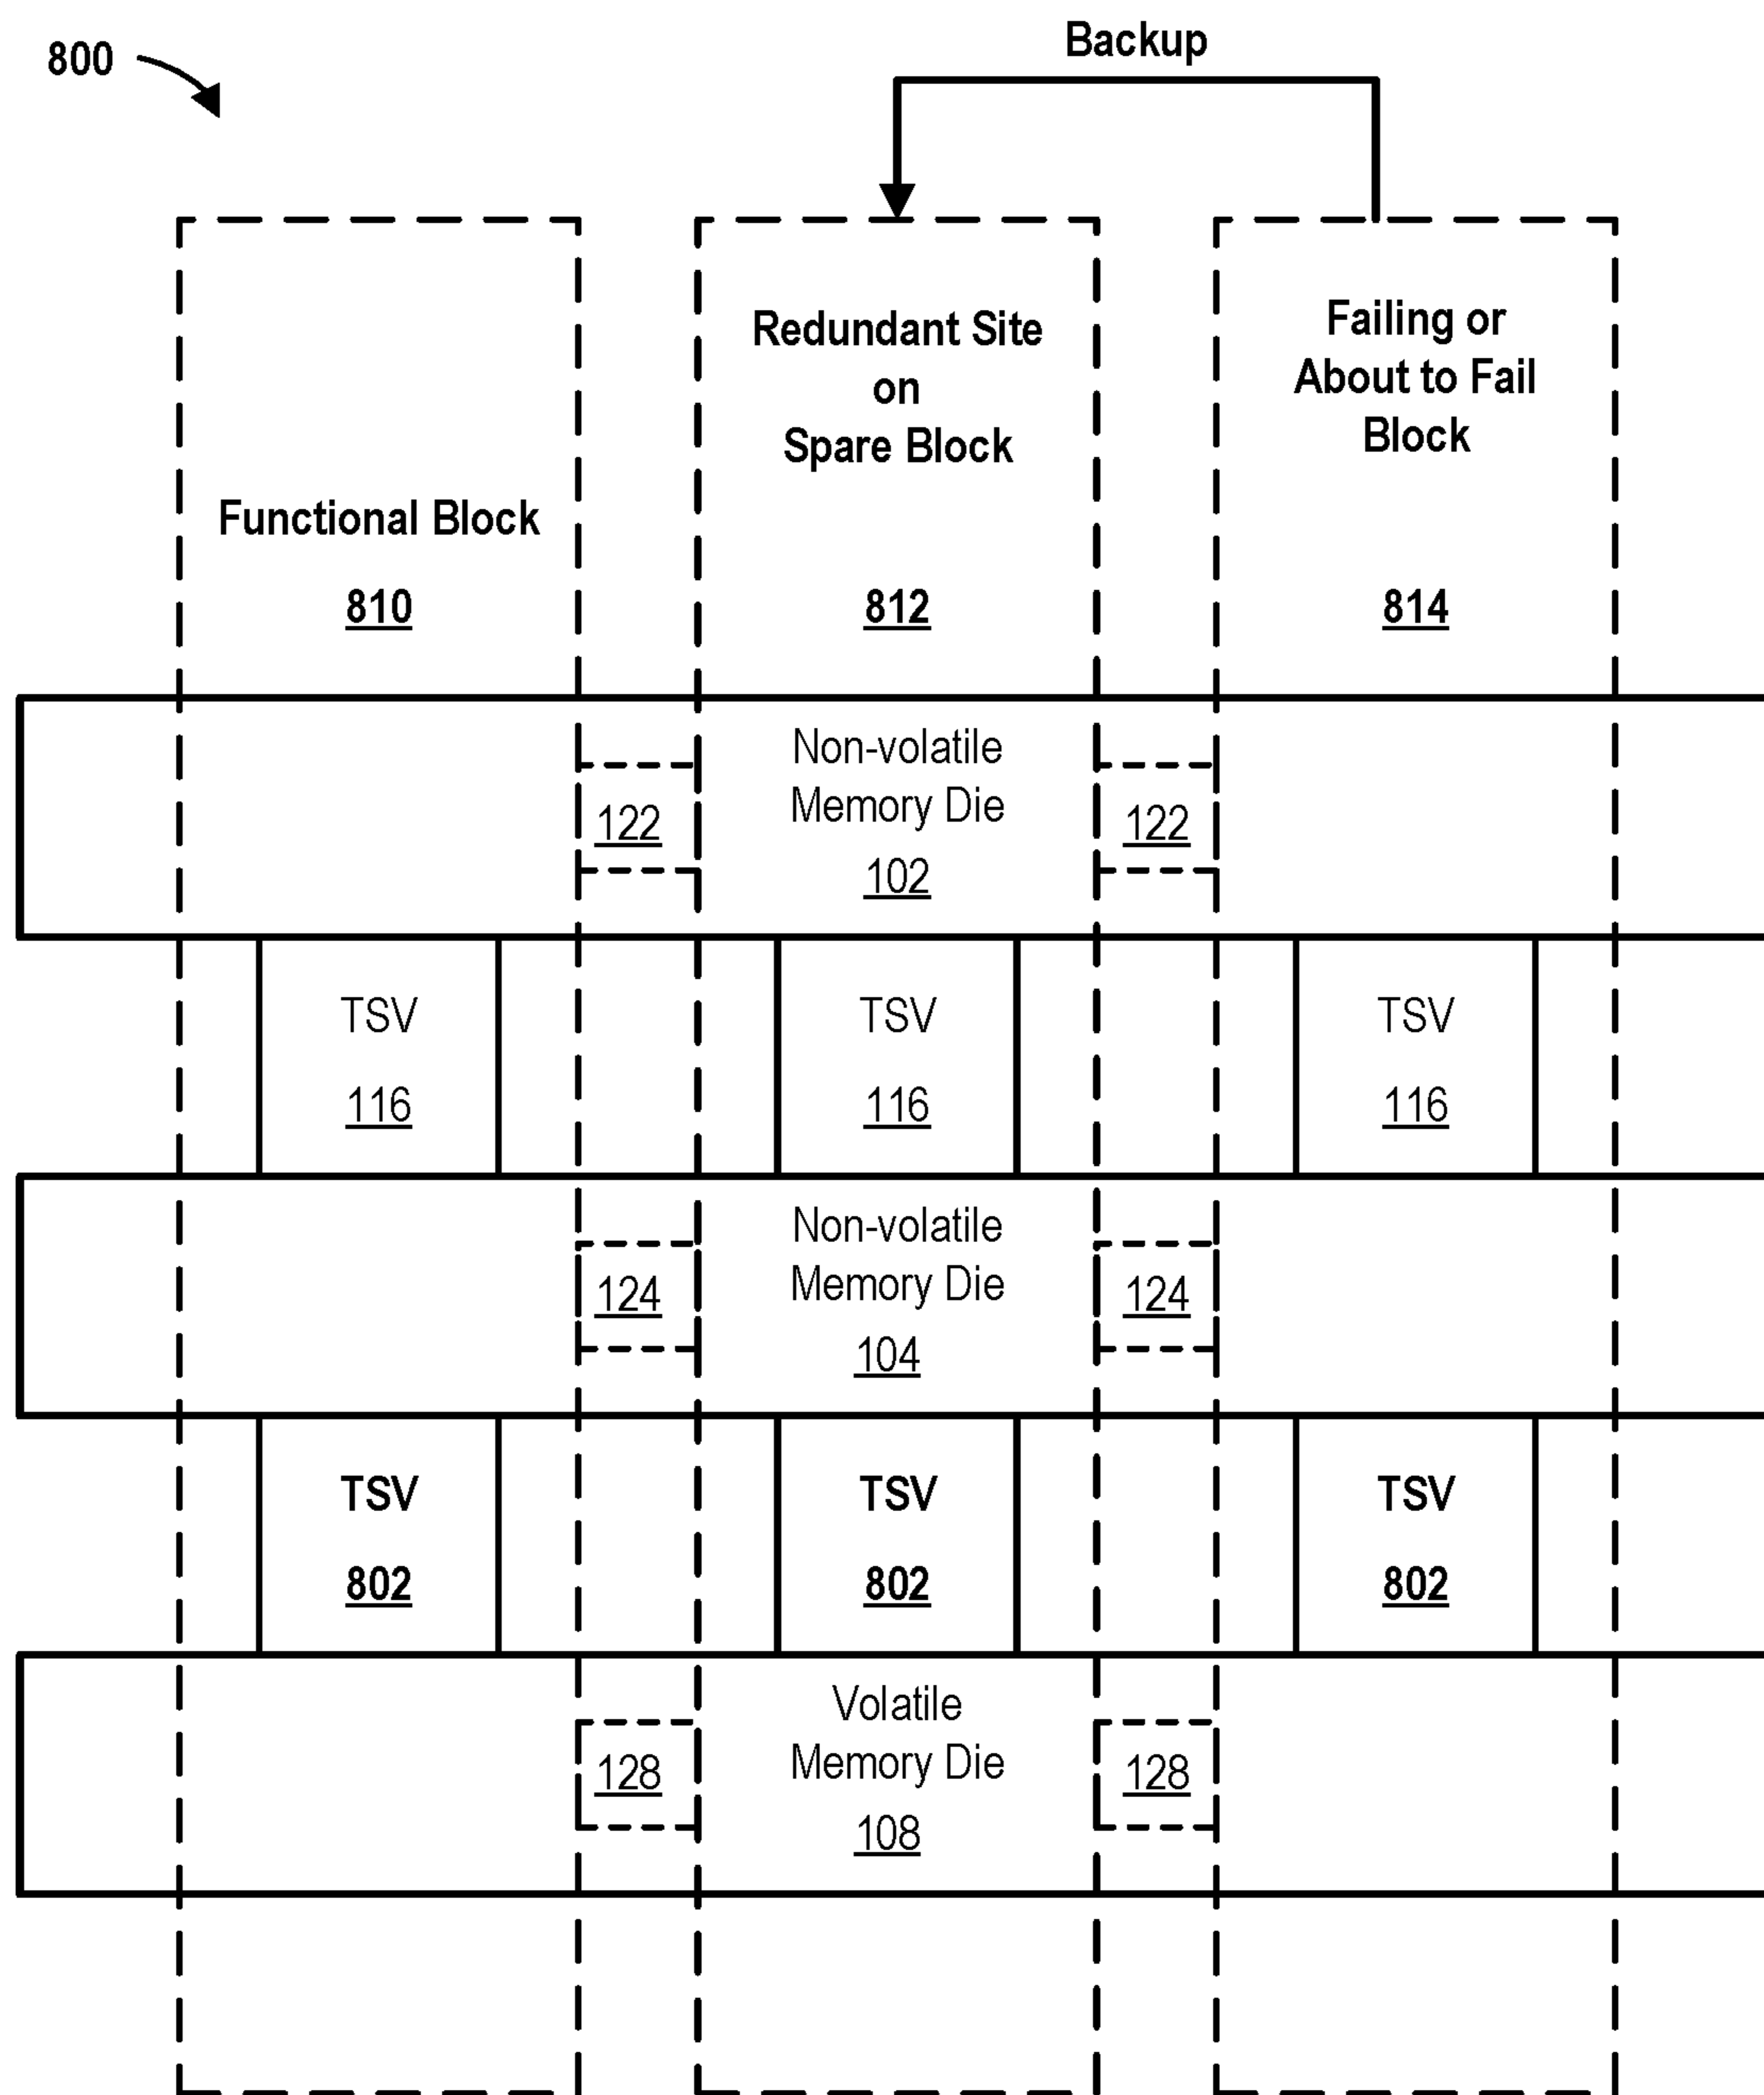 800
Backup
Functional Block
810
Redundant Site
on
Spare Block
812
Failing or
About to Fail
Block
814
Non-volatile
Memory Die
102
122
122
TSV
116
TSV
116
TSV
116
Non-volatile
Memory Die
104
124
124
TSV
802
TSV
802
TSV
802
Volatile
Memory Die
108
128
128